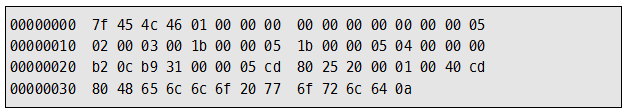 00000000 7f 45 4c 46 01 00 00 00 00 00 00 00 00 00 00 05
00000010 02 00 03 00 1b 00 00 05 1b 00 00 05 04 00 00 00
00000020 b2 0c b9 31 00 00 05 cd 80 25 20 00 01 00 40 cd
00000030 80 48 65 6c 6c 6f 20 77 6f 72 6c 64 0a